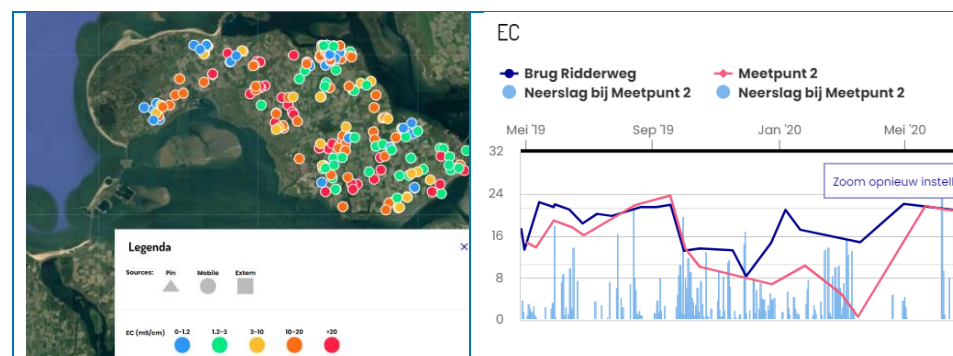 Legenda
×
Sources: Pin Mobile Extern
EC (mS/cm) 0-1.2 1.2-3 3-10 10-20 >20
EC
Brug Ridderweg Meetpunt 2
Neerslag bij Meetpunt 2 Neerslag bij Meetpunt 2
Mei '19 Sep '19 Jan '20 Mei '20
32
Zoom opnieuw instell
24
16
8
0